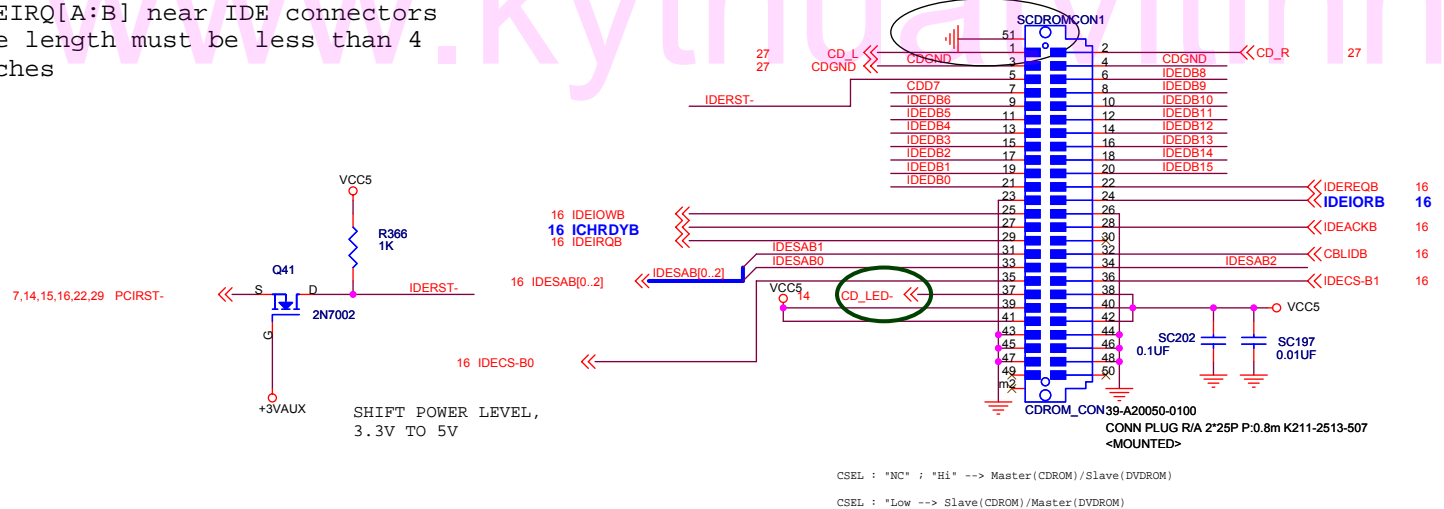 EIRQ[A:B] near IDE connectors
e length must be less than 4
ches
SCDROMCON1
51
27 CD_L CDGND 1 2 CD_R 27
27 CDGND 3 4 CDGND
5 6 IDEDB8
CDD7 7 8 IDEDB9
IDERST- IDEDB6 9 10 IDEDB10
IDEDB5 11 12 IDEDB11
IDEDB4 13 14 IDEDB12
IDEDB3 15 16 IDEDB13
IDEDB2 17 18 IDEDB14
IDEDB1 19 20 IDEDB15
IDEDB0 21 22 IDEREQB 16
23 24 IDEIORB 16
16 IDEIOWB 25 26
16 ICHRDYB 27 28 IDEACKB 16
16 IDEIRQB 29 30
IDESAB1 31 32 CBLIDB 16
IDESAB0 33 34 IDESAB2
16 IDESAB[0..2] IDESAB[0..2] 35 36 IDECS-B1 16
VCC5 14 CD_LED- 37 38
39 40 VCC5
41 42
43 44
45 46
16 IDECS-B0 47 48
49 50
m2
CDROM_CON
VCC5
R366
1K
Q41
7,14,15,16,22,29 PCIRST- S D IDERST-
2N7002
G
+3VAUX
SHIFT POWER LEVEL,
3.3V TO 5V
SC202
0.1UF
SC197
0.01UF
39-A20050-0100
CONN PLUG R/A 2*25P P:0.8m K211-2513-507
<MOUNTED>
CSEL : "NC" ; "Hi" --> Master(CDROM)/Slave(DVDROM)
CSEL : "Low --> Slave(CDROM)/Master(DVDROM)